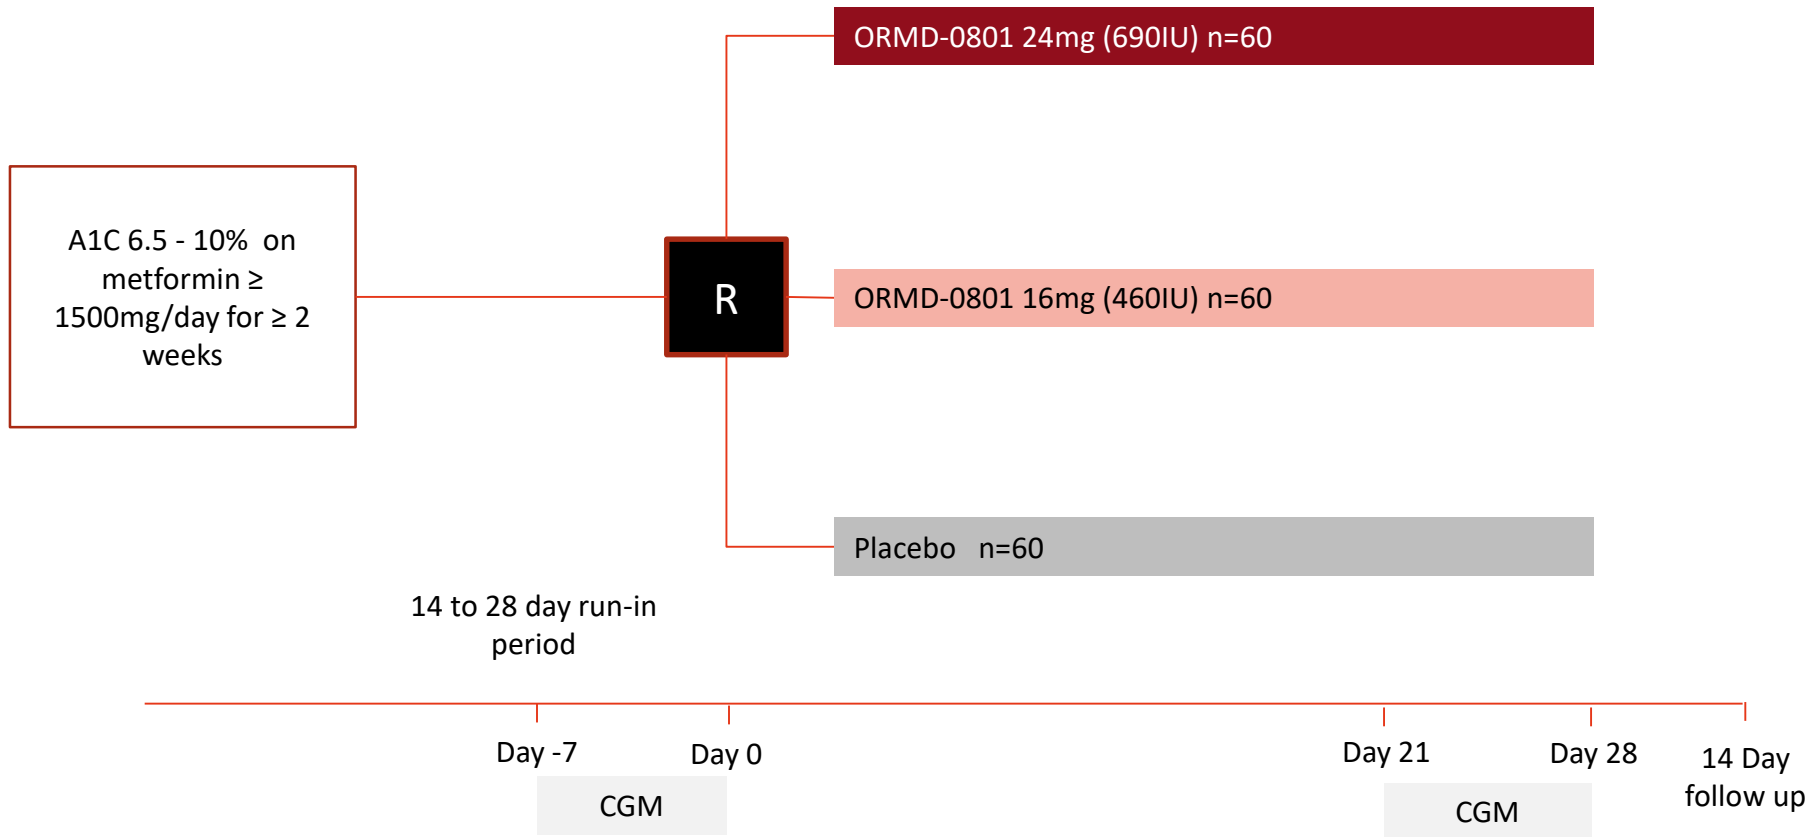 ORMD-0801 24mg (690IU) n=60
A1C 6.5 - 10% on
metformin ≥
1500mg/day for ≥ 2
weeks
R
ORMD-0801 16mg (460IU) n=60
Placebo n=60
14 to 28 day run-in
period
Day -7
Day 0
Day 21
Day 28
14 Day
follow up
CGM
CGM